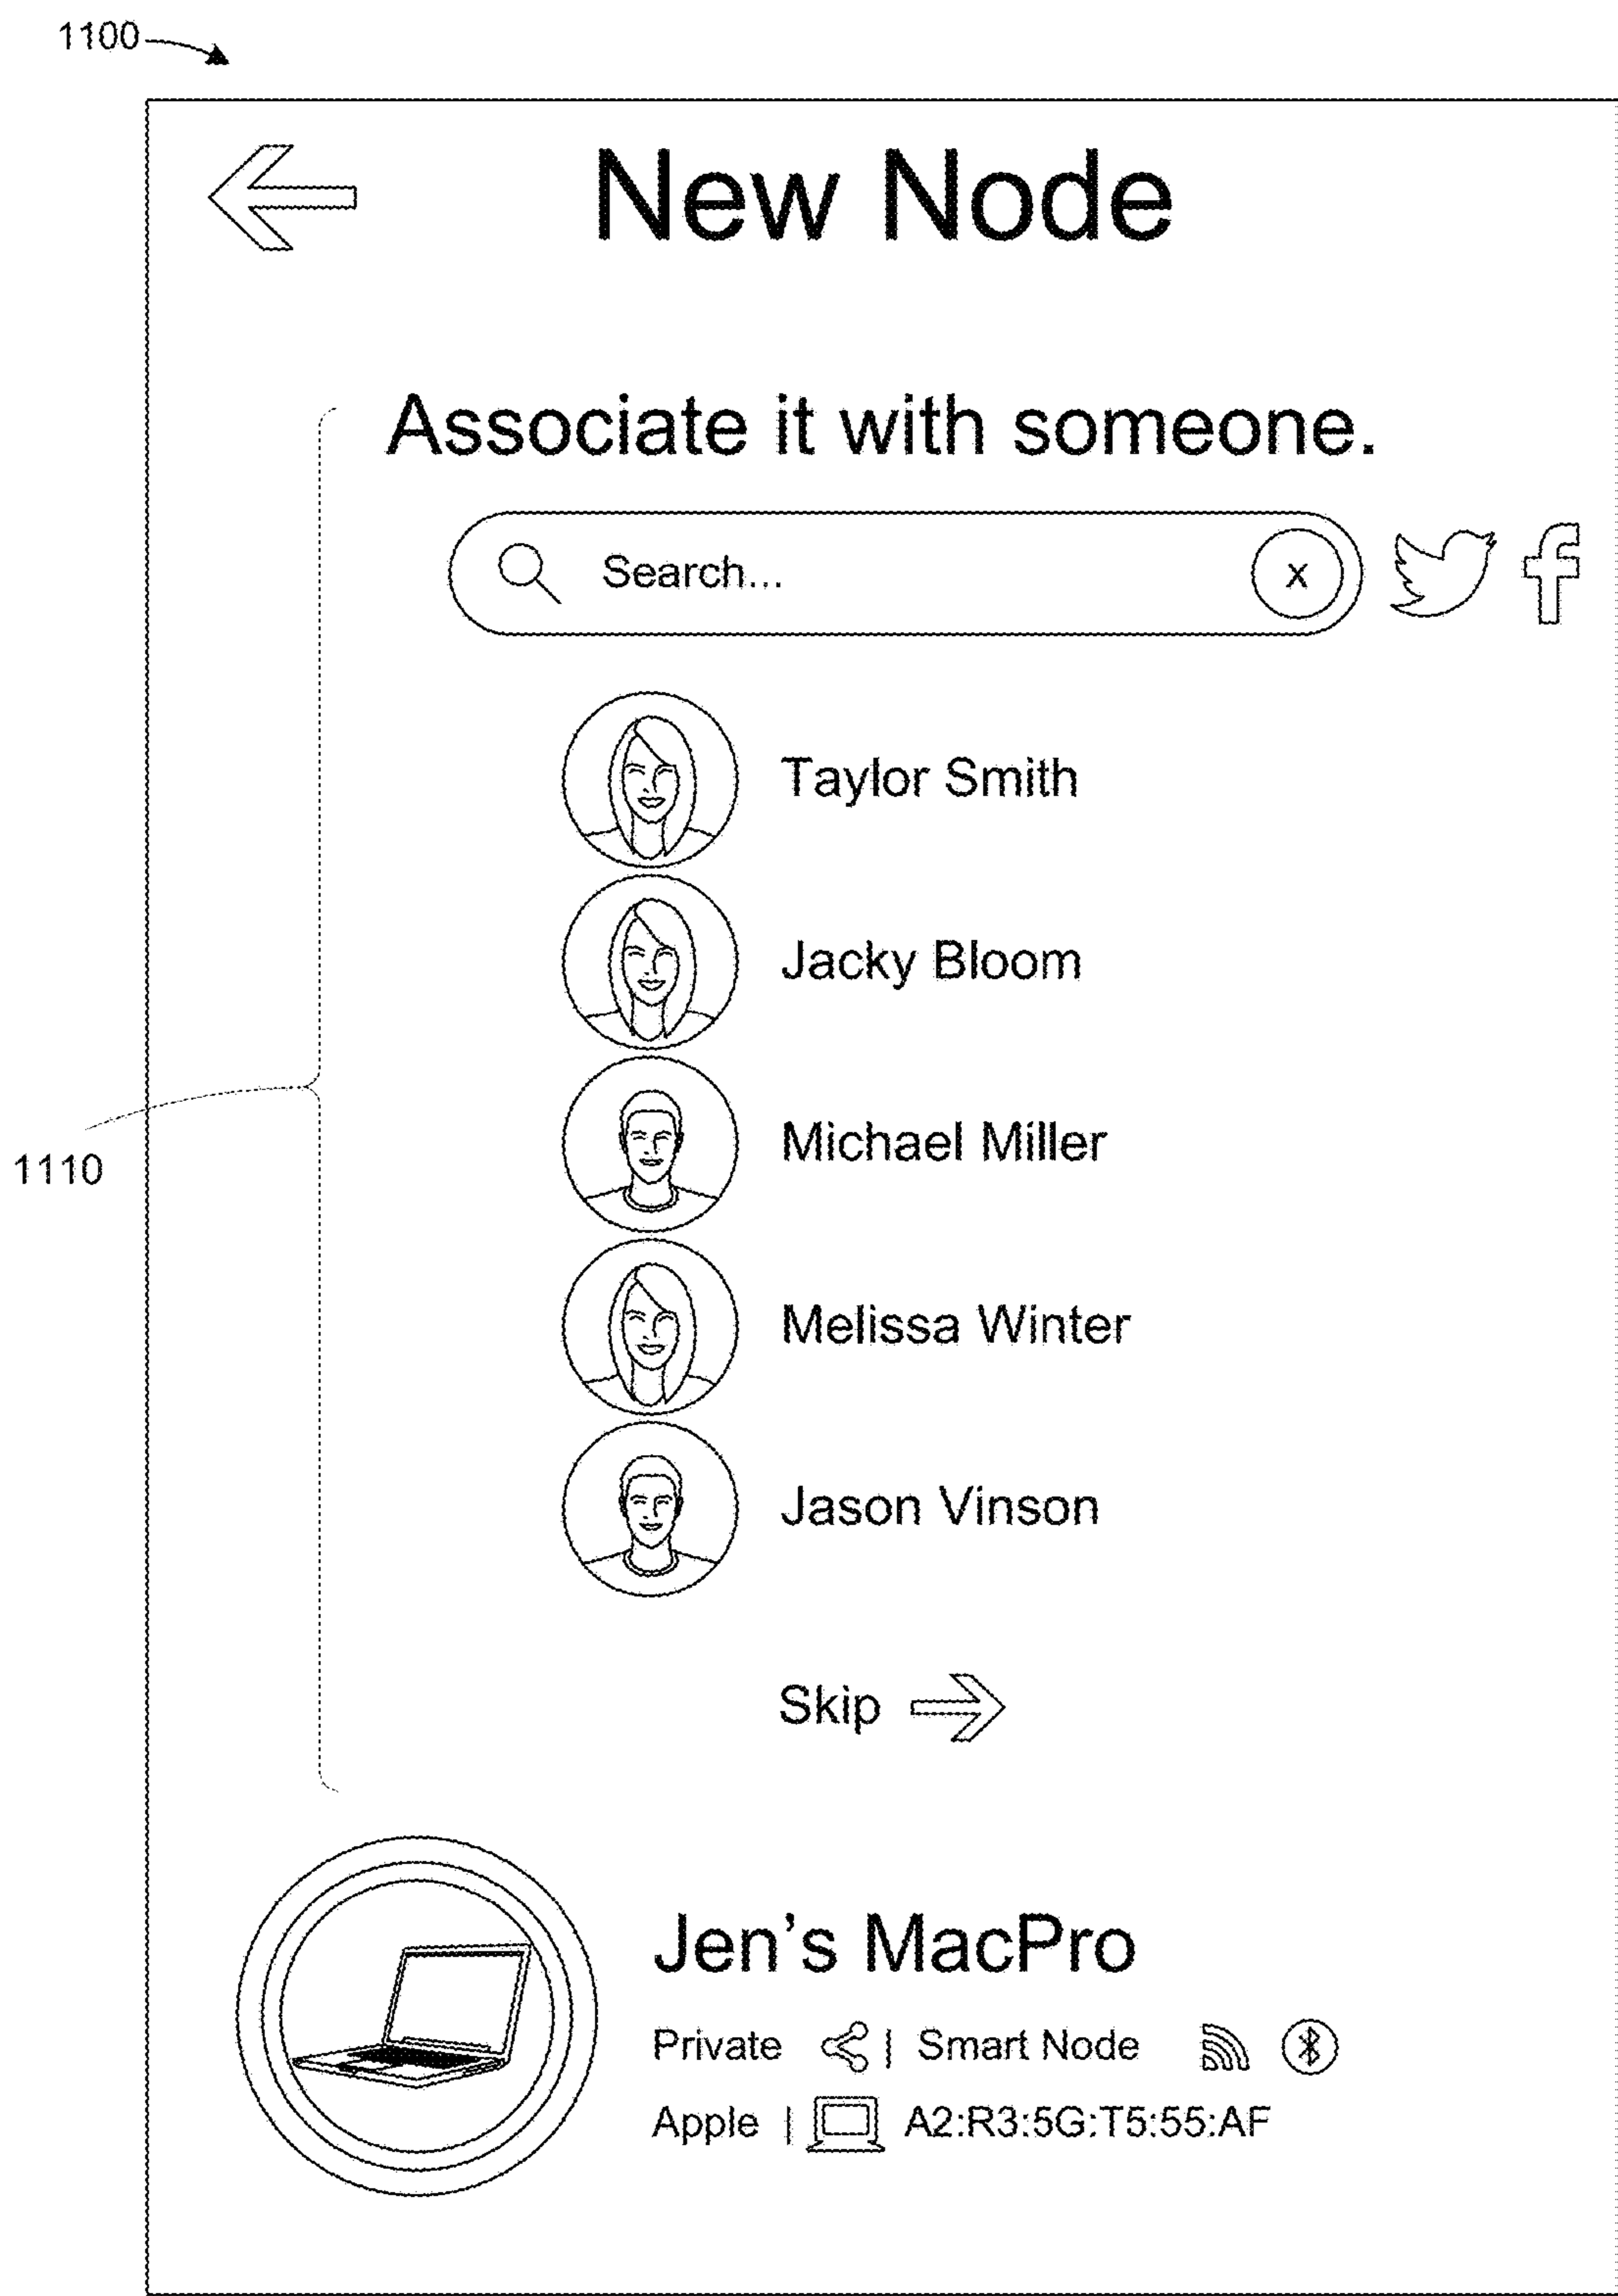 1100
New Node
Associate it with someone.
Search...
x
Taylor Smith
Jacky Bloom
Michael Miller
1110
Melissa Winter
Jason Vinson
Skip
Jen's MacPro
Private | Smart Node
Apple | A2:R3:5G:T5:55:AF